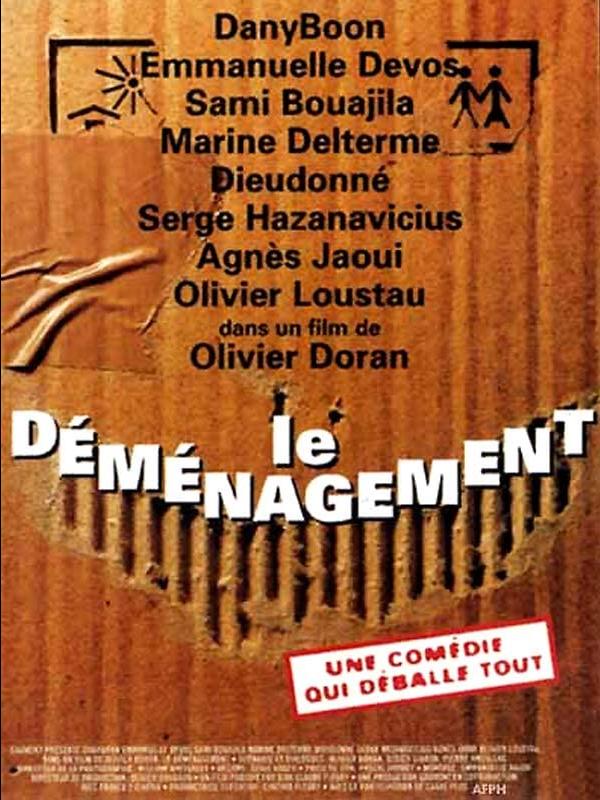 DanyBoon
Emmanuelle Devos
Sami Bouajila
Marine Delterme
Dieudonné
Serge Hazanavicius
Agnès Jaoui
Olivier Loustau
dans un film de
Olivier Doran
le
DÉMÉNAGEMENT
UNE COMÉDIE
QUI DÉBALLE TOUT
AFPH